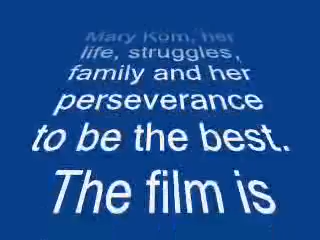 Mary Kom, her
life, struggles,
family and her
perseverance
to be the best.
The film is